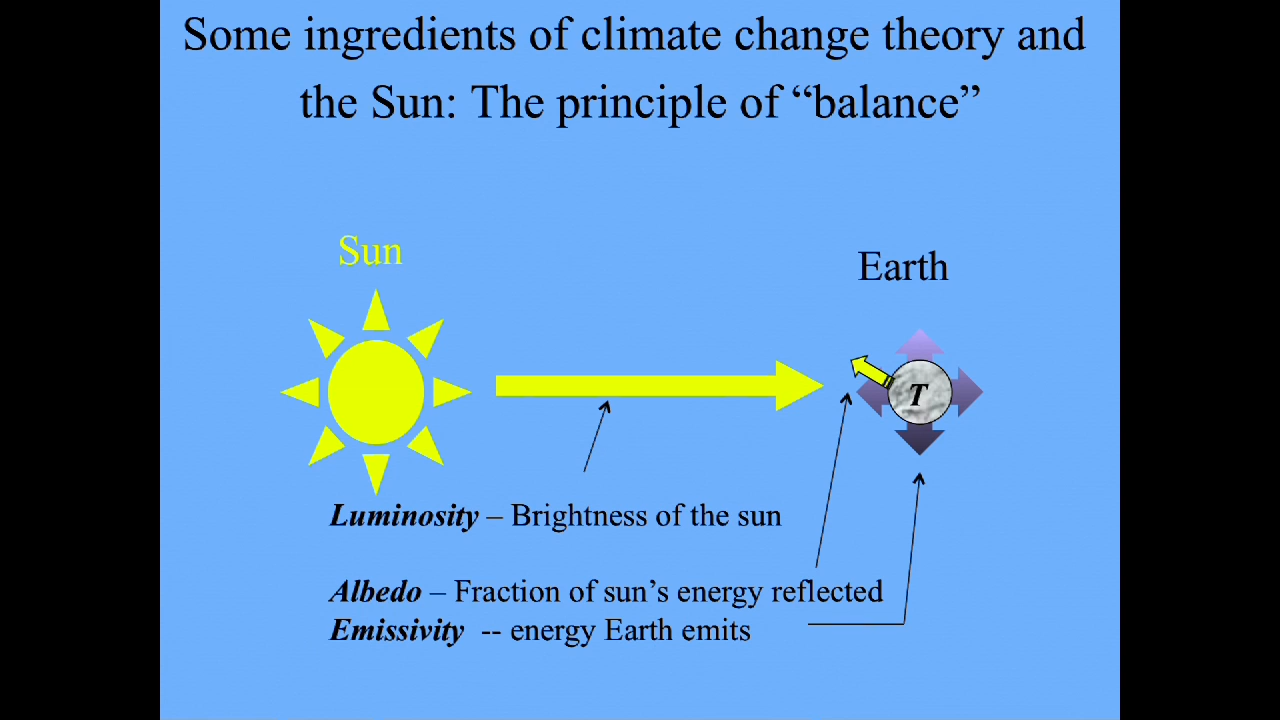 Some ingredients of climate change theory and
the Sun: The principle of “balance”
Sun
Earth
T
Luminosity – Brightness of the sun
Albedo – Fraction of sun’s energy reflected
Emissivity -- energy Earth emits